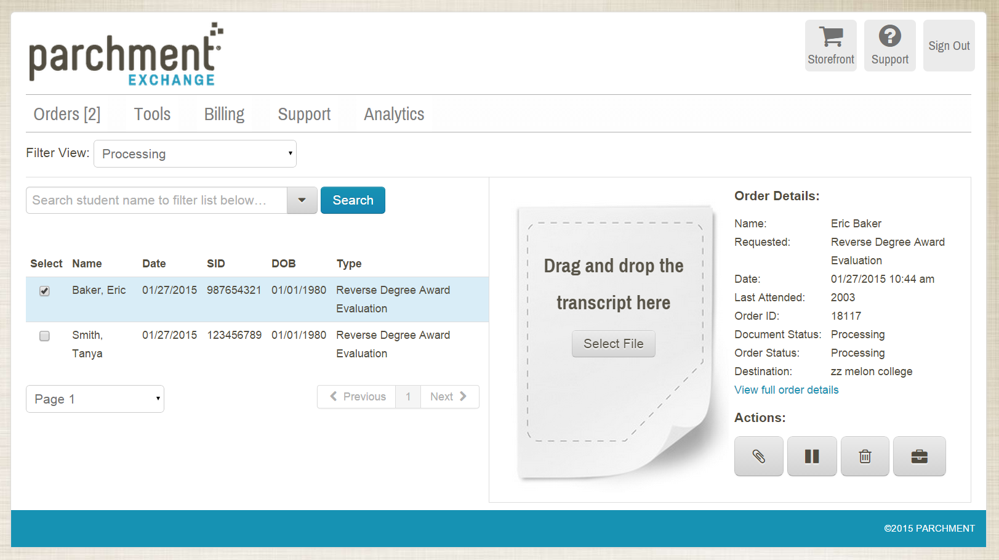 parchment
EXCHANGE
Storefront
Support
Sign Out
Orders [2]
Tools
Billing
Support
Analytics
Filter View:
Processing
Search student name to filter list below…
Search
Select Name Date SID DOB Type
Baker, Eric 01/27/2015 987654321 01/01/1980 Reverse Degree Award
Evaluation
Smith, 01/27/2015 123456789 01/01/1980 Reverse Degree Award
Tanya Evaluation
Page 1
Previous 1 Next
Drag and drop the
transcript here
Select File
Order Details:
Name: Eric Baker
Requested: Reverse Degree Award
Evaluation
Date: 01/27/2015 10:44 am
Last Attended: 2003
Order ID: 18117
Document Status: Processing
Order Status: Processing
Destination: zz melon college
View full order details
Actions:
©2015 PARCHMENT